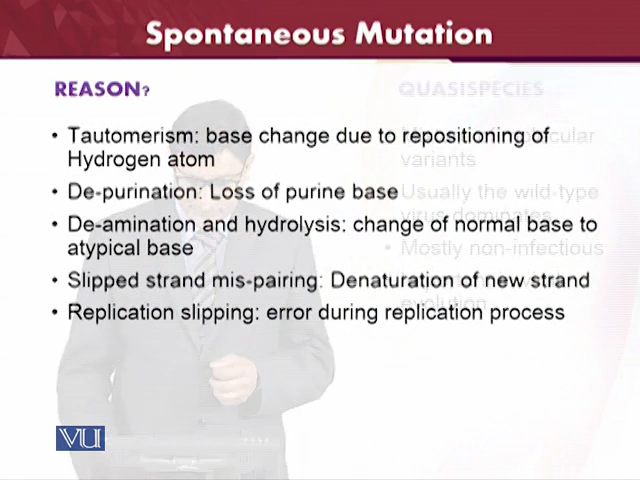 Spontaneous Mutation
REASON?
• Tautomerism: base change due to repositioning of
Hydrogen atom
• De-purination: Loss of purine base
• De-amination and hydrolysis: change of normal base to
atypical base
• Slipped strand mis-pairing: Denaturation of new strand
• Replication slipping: error during replication process
QUASISPECIES
variants
Usually the wild-type
virus dominates
• Mostly non-infectious
evolution
VU